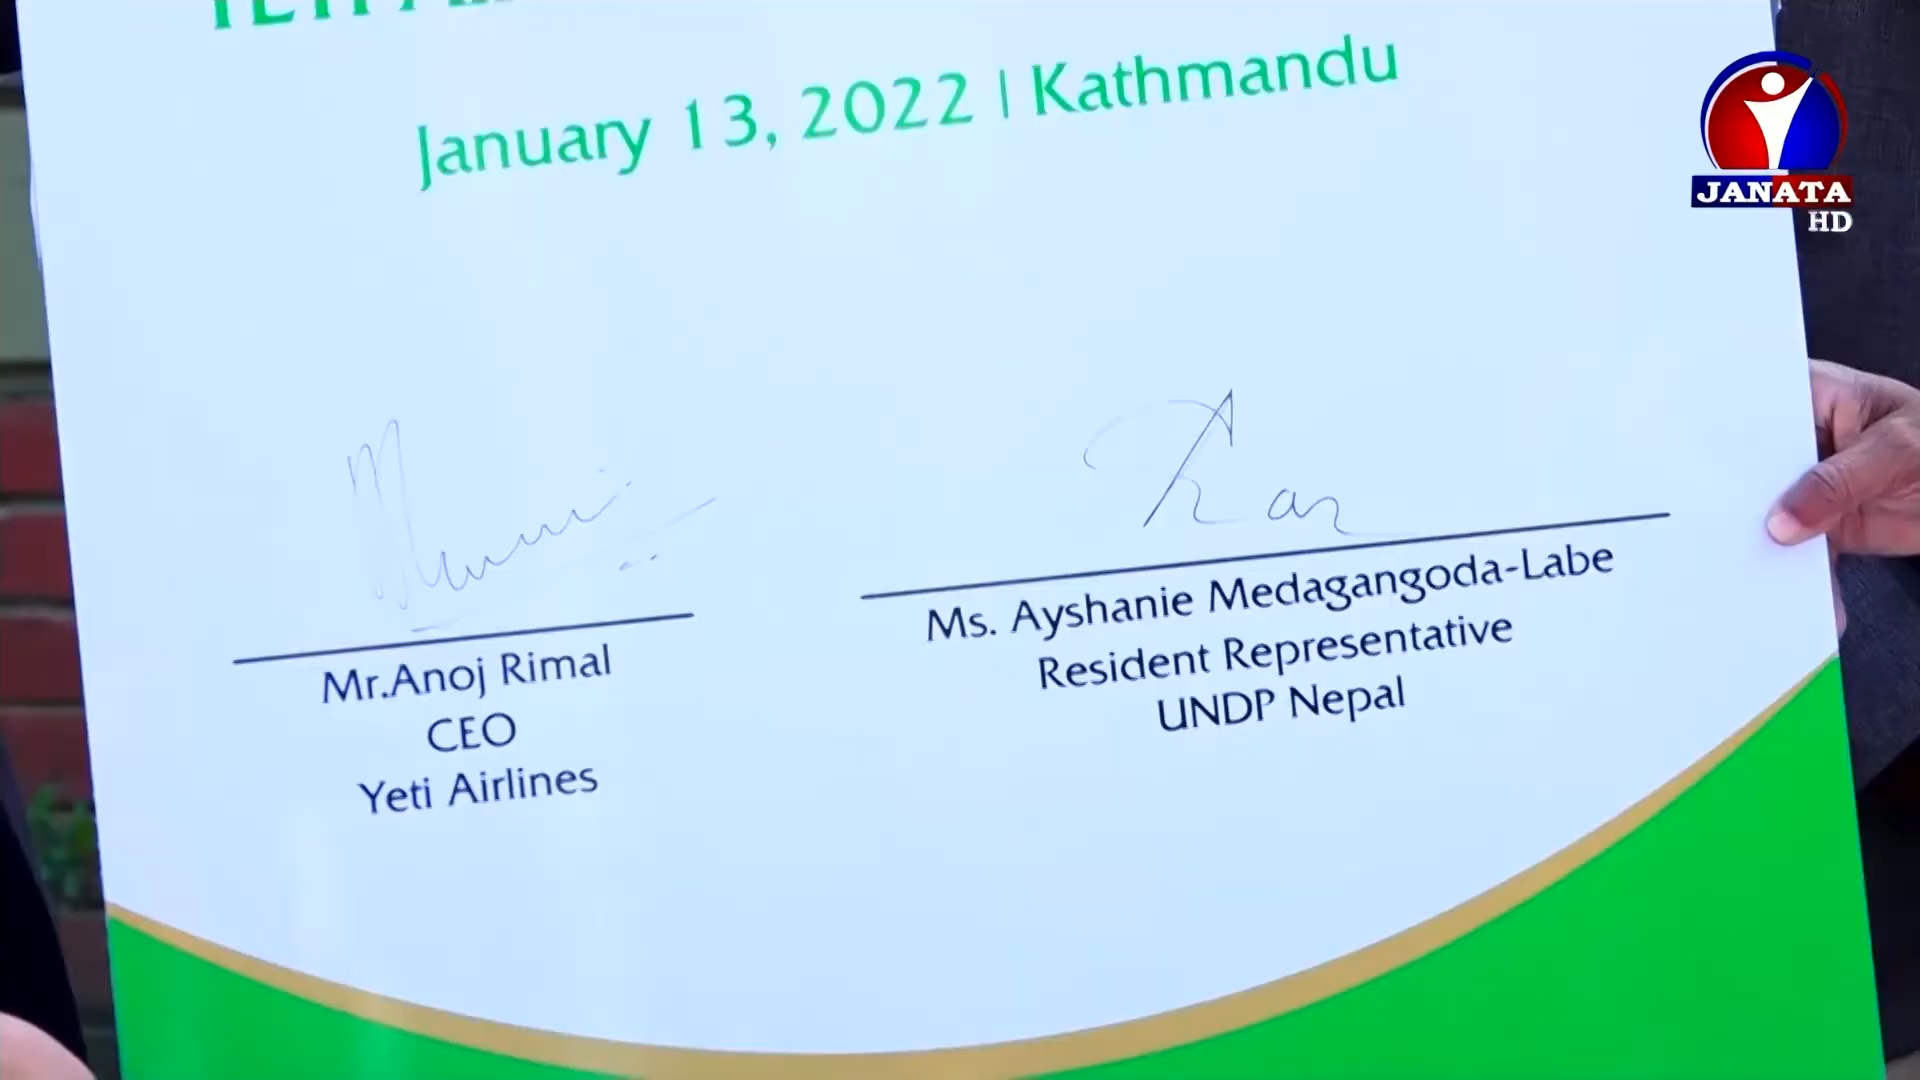 January 13, 2022 | Kathmandu
JANATA
HD
Mr.Anoj Rimal
CEO
Yeti Airlines
Ms. Ayshanie Medagangoda-Labe
Resident Representative
UNDP Nepal